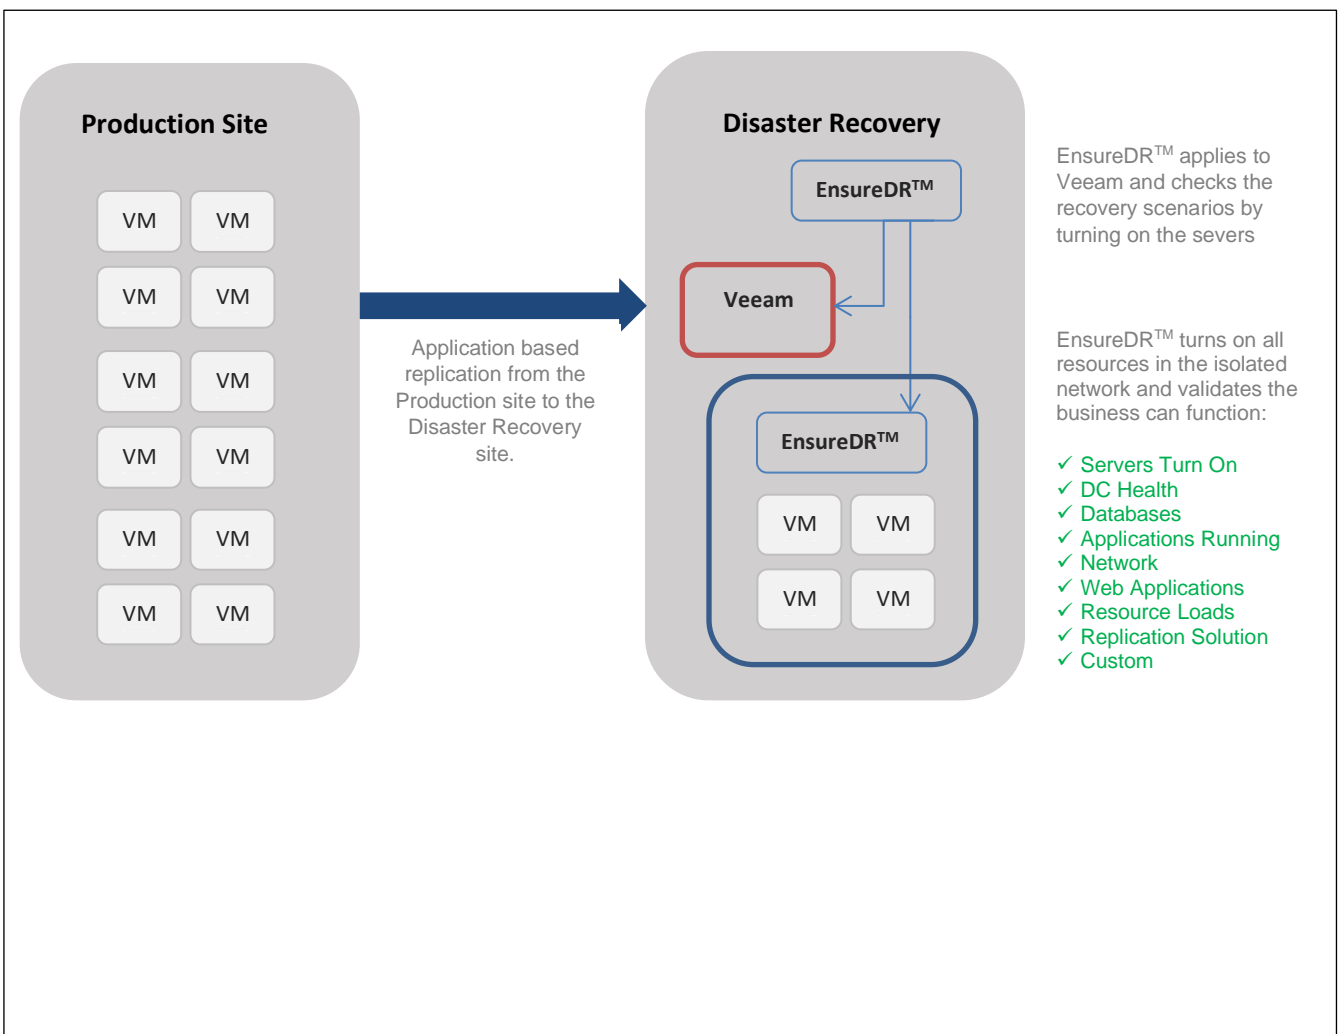 Production Site
VM VM
VM VM
VM VM
VM VM
VM VM
VM VM
Application based
replication from the
Production site to the
Disaster Recovery
site.
Disaster Recovery
EnsureDR™
Veeam
EnsureDR™
VM VM
VM VM
EnsureDR™ applies to
Veeam and checks the
recovery scenarios by
turning on the severs
EnsureDR™ turns on all
resources in the isolated
network and validates the
business can function:
✓ Servers Turn On
✓ DC Health
✓ Databases
✓ Applications Running
✓ Network
✓ Web Applications
✓ Resource Loads
✓ Replication Solution
✓ Custom